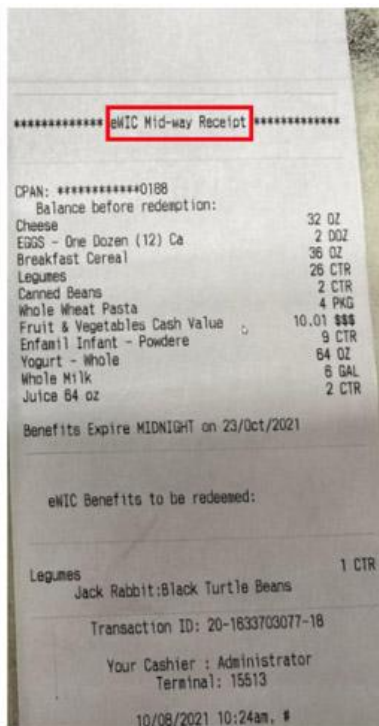 ************* eWIC Mid-way Receipt *************
CPAN: ************0188
Balance before redemption:
Cheese 32 OZ
EGGS - One Dozen (12) Ca 2 DOZ
Breakfast Cereal 36 OZ
Legumes 26 CTR
Canned Beans 2 CTR
Whole Wheat Pasta 4 PKG
Fruit & Vegetables Cash Value 10.01 $$$
Enfamil Infant - Powdere 9 CTR
Yogurt - Whole 64 OZ
Whole Milk 6 GAL
Juice 64 oz 2 CTR
Benefits Expire MIDNIGHT on 23/Oct/2021
eWIC Benefits to be redeemed:
Legumes 1 CTR
Jack Rabbit:Black Turtle Beans
Transaction ID: 20-1633703077-18
Your Cashier : Administrator
Terminal: 15513
10/08/2021 10:24am. #